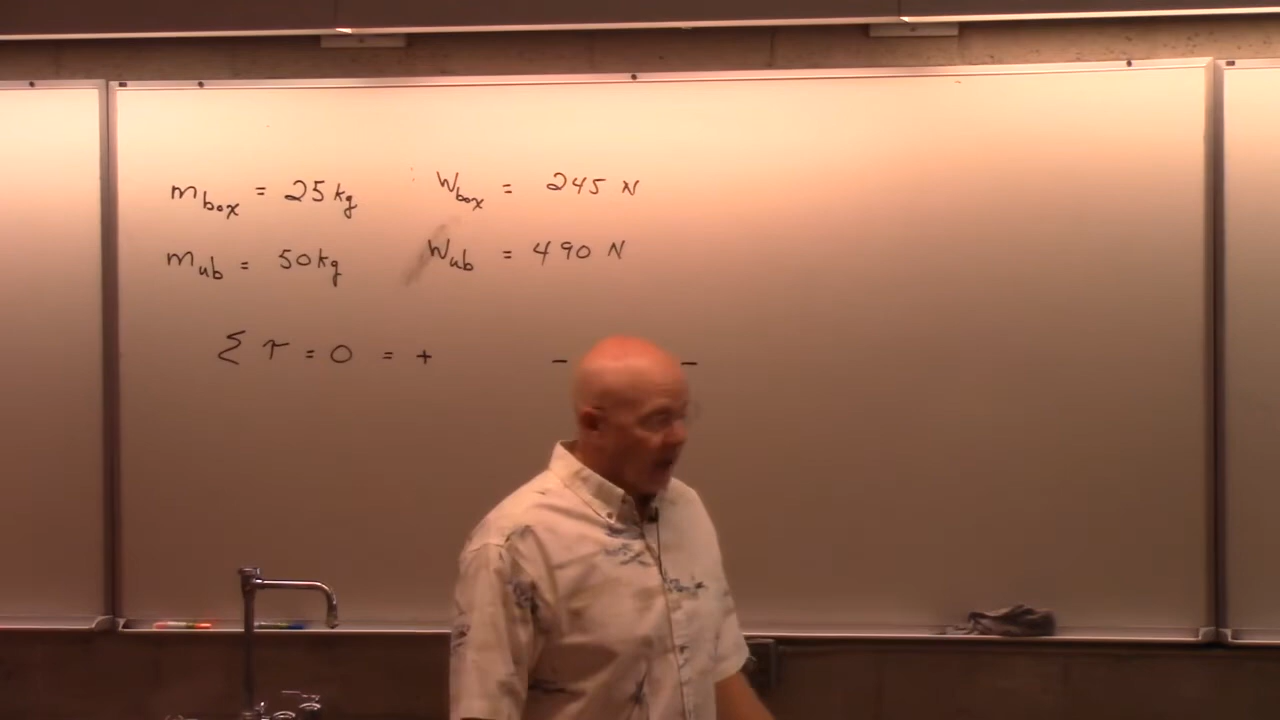 m_box = 25 kg W_box = 245 N
m_ub = 50 kg W_ub = 490 N
Σ τ = 0 = + - -